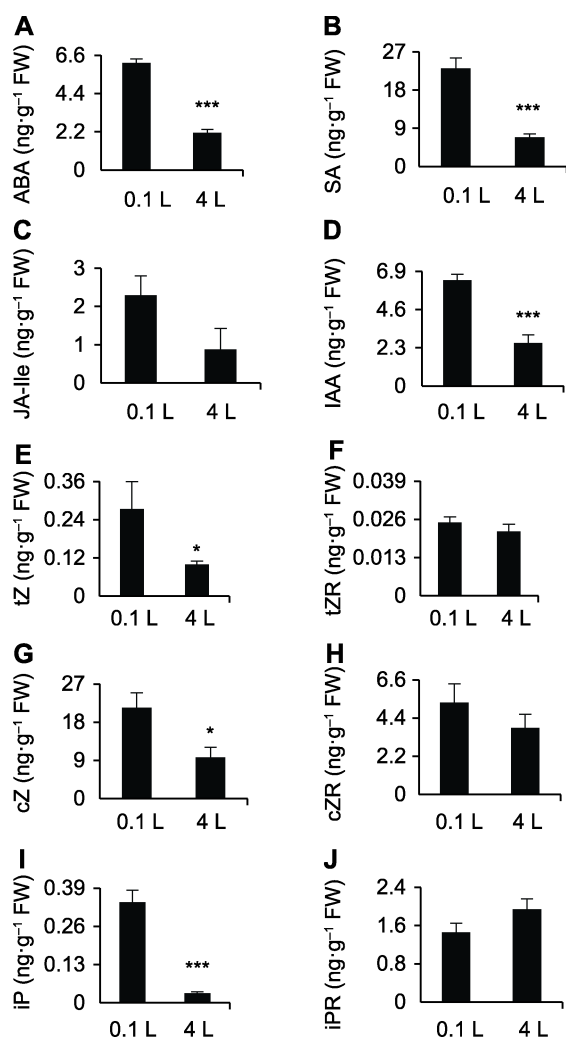 A
ABA (ng·g⁻¹ FW)
6.6
4.4
2.2
0
***
0.1 L 4 L
B
SA (ng·g⁻¹ FW)
27
18
9
0
***
0.1 L 4 L
C
JA-Ile (ng·g⁻¹ FW)
3
2
1
0
0.1 L 4 L
D
IAA (ng·g⁻¹ FW)
6.9
4.6
2.3
0
***
0.1 L 4 L
E
tZ (ng·g⁻¹ FW)
0.36
0.24
0.12
0
*
0.1 L 4 L
F
tZR (ng·g⁻¹ FW)
0.039
0.026
0.013
0
0.1 L 4 L
G
cZ (ng·g⁻¹ FW)
27
18
9
0
*
0.1 L 4 L
H
cZR (ng·g⁻¹ FW)
6.6
4.4
2.2
0
0.1 L 4 L
I
iP (ng·g⁻¹ FW)
0.39
0.26
0.13
0
***
0.1 L 4 L
J
iPR (ng·g⁻¹ FW)
2.4
1.6
0.8
0
0.1 L 4 L